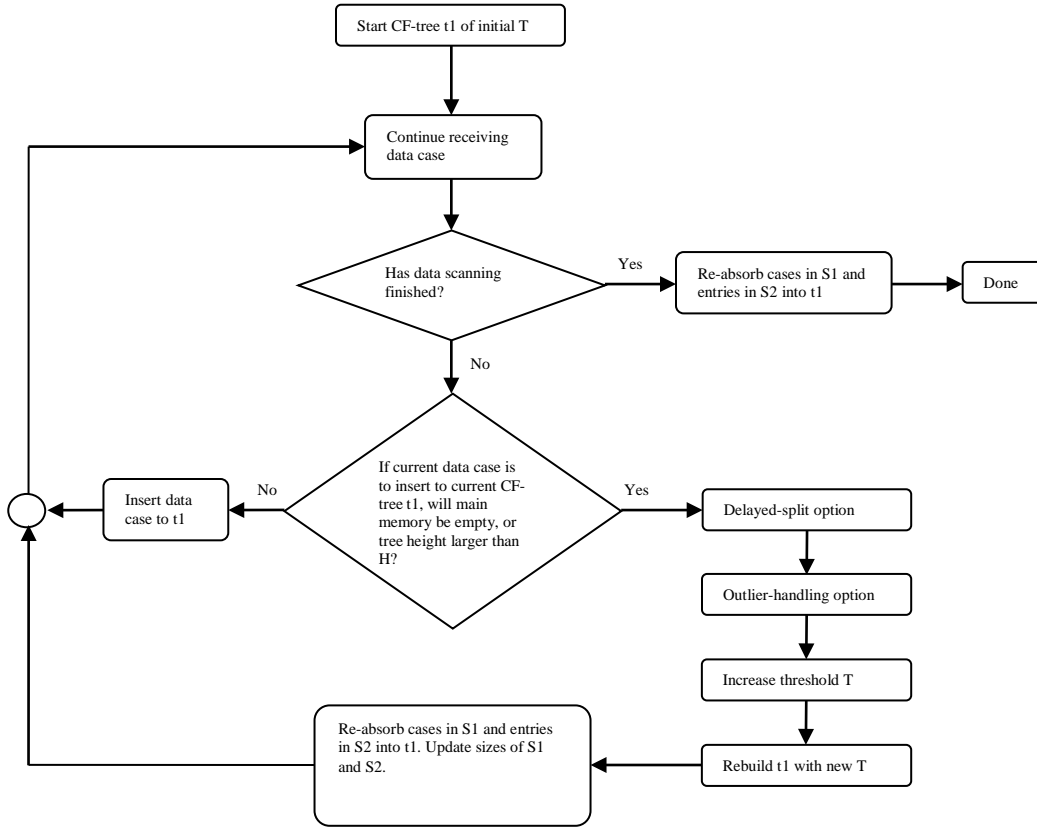 Start CF-tree t1 of initial T
Continue receiving
data case
Has data scanning
finished?
Yes
Re-absorb cases in S1 and
entries in S2 into t1
Done
No
If current data case is
to insert to current CF-
tree t1, will main
memory be empty, or
tree height larger than
H?
No
Insert data
case to t1
Yes
Delayed-split option
Outlier-handling option
Increase threshold T
Rebuild t1 with new T
Re-absorb cases in S1 and entries
in S2 into t1. Update sizes of S1
and S2.